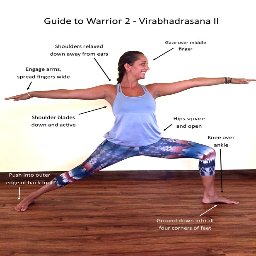 Guide to Warrior 2 - Virabhadrasana II
Shoulders relaxed
down away from ears
Gaze over middle
finger
Engage arms,
spread fingers wide
Shoulder blades
down and active
Hips square
and open
Knee over
ankle
Push into outer
edge of back foot
Ground down into all
four corners of feet